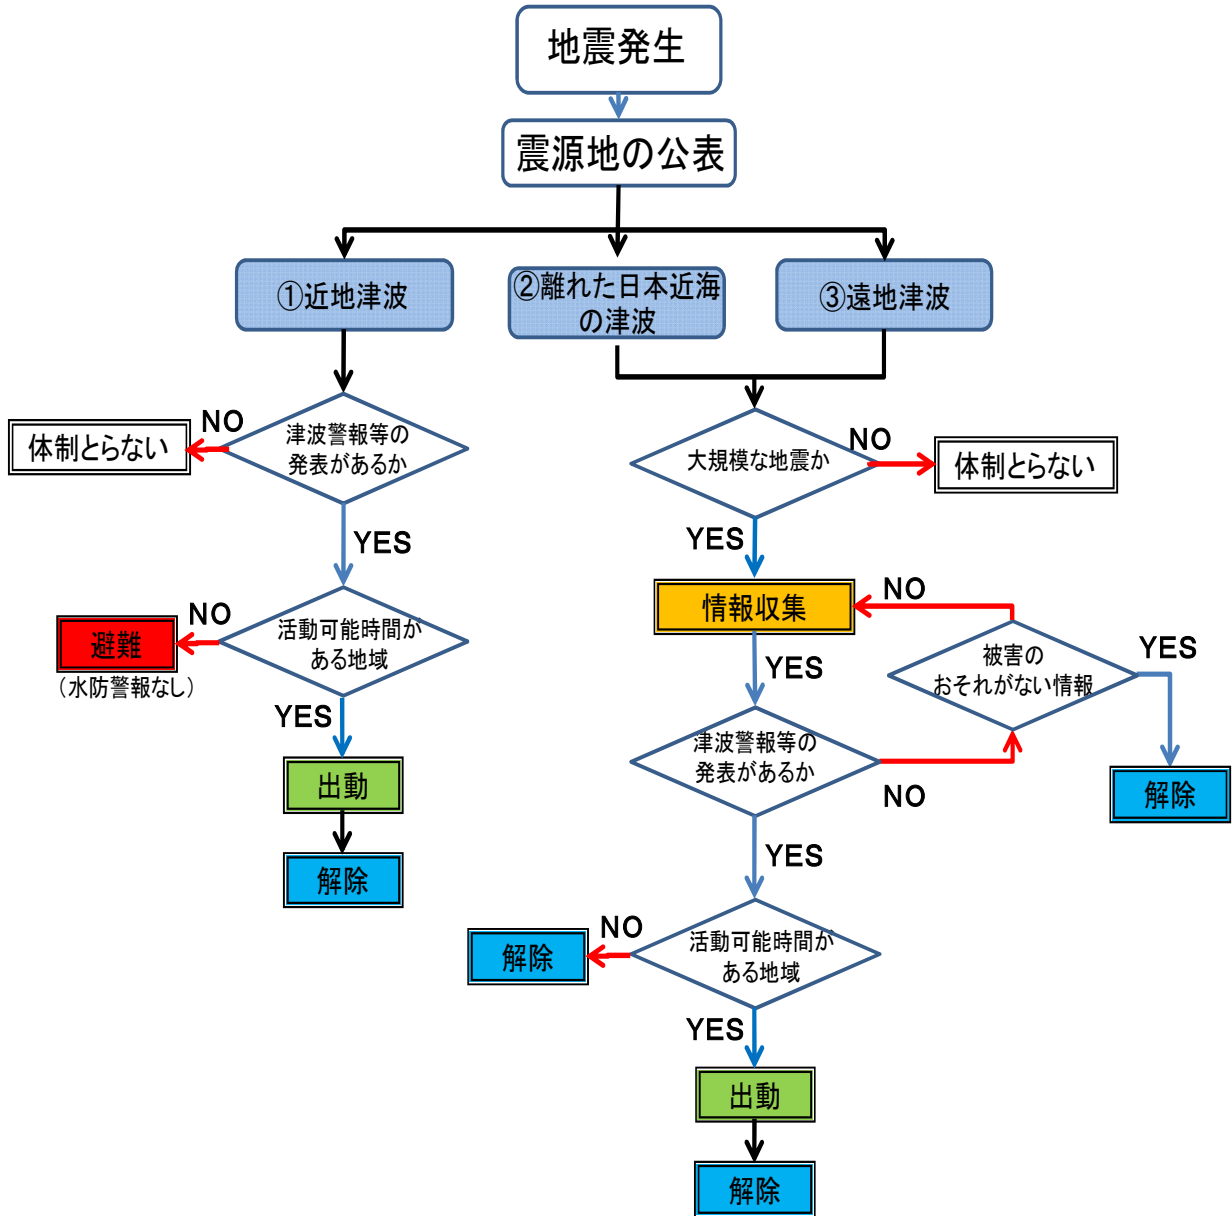 地震発生
震源地の公表
①近地津波
②離れた日本近海
の津波
③遠地津波
津波警報等の
発表があるか
NO
体制とらない
YES
活動可能時間が
ある地域
NO
避難
（水防警報なし）
YES
出動
解除
大規模な地震か
NO
体制とらない
YES
情報収集
NO
被害の
おそれがない情報
YES
解除
YES
津波警報等の
発表があるか
NO
YES
活動可能時間が
ある地域
NO
解除
YES
出動
解除